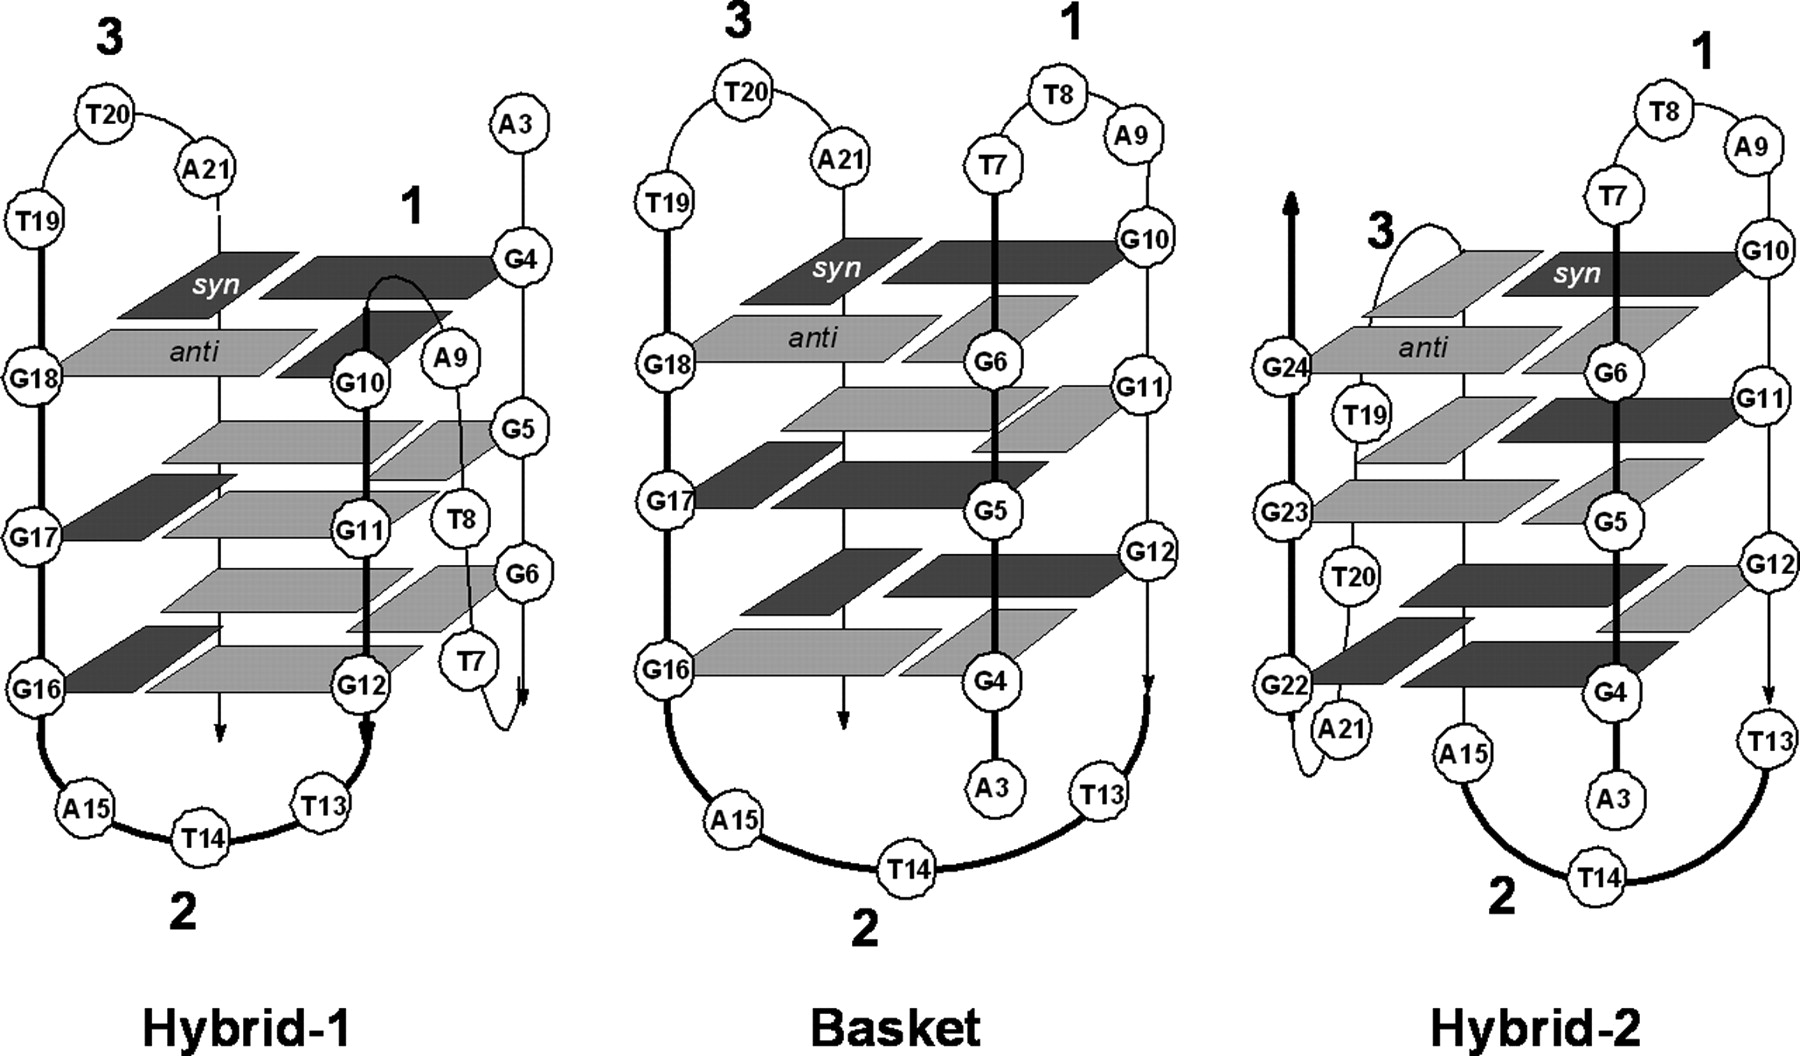 3
T20
A21
T19
A3
1
syn
anti
G4
A9
G18
G10
G5
T8
G17
G11
G6
T7
G16
G12
A15
T14
T13
2
Hybrid-1
3
1
T20
T8
A9
A21
T7
T19
G10
syn
anti
G18
G6
G11
G17
G5
G12
G16
G4
A3
A15
T13
T14
2
Basket
1
T8
A9
T7
3
G10
syn
anti
G24
G6
T19
G11
G23
G5
T20
G12
G22
G4
A21
A15
T13
A3
T14
2
Hybrid-2